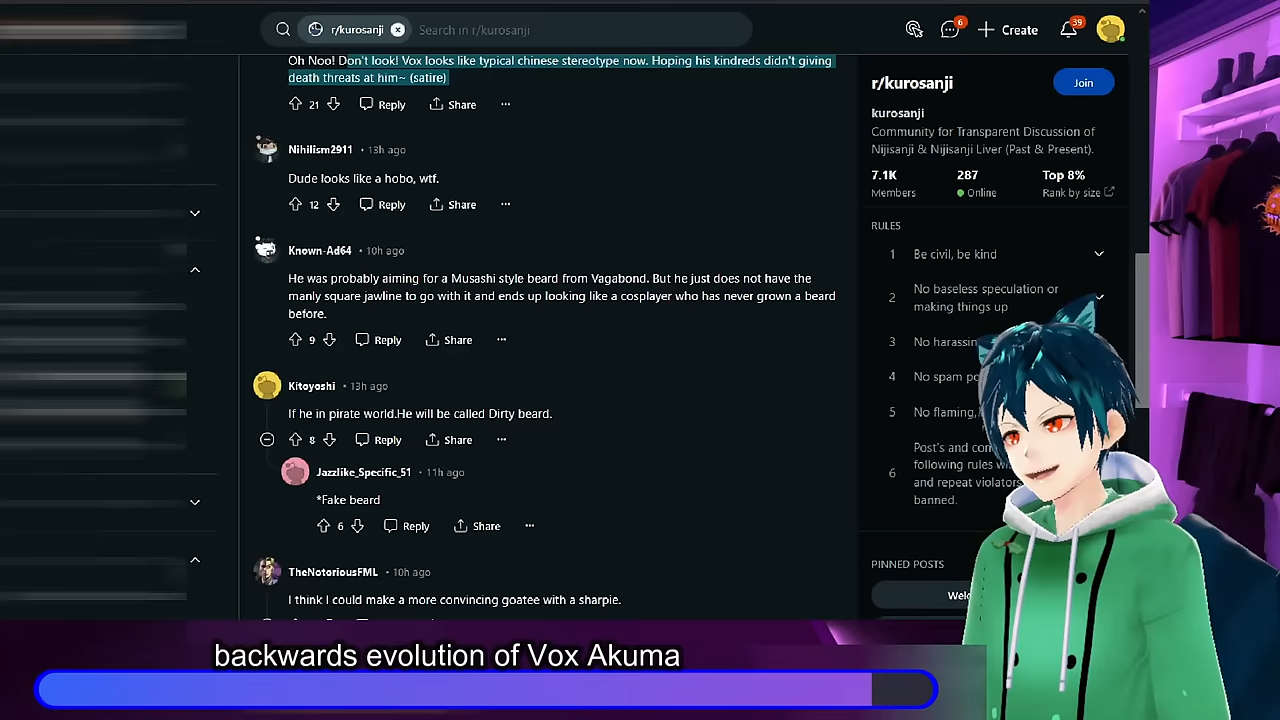 r/kurosanji
Search in r/kurosanji
6
Create
39
Oh Noo! Don't look! Vox looks like typical chinese stereotype now. Hoping his kindreds didn't giving
death threats at him~ (satire)
21 Reply Share
Nihilism2911 • 13h ago
Dude looks like a hobo, wtf.
12 Reply Share
Known-Ad64 • 10h ago
He was probably aiming for a Musashi style beard from Vagabond. But he just does not have the
manly square jawline to go with it and ends up looking like a cosplayer who has never grown a beard
before.
9 Reply Share
Kitoyoshi • 13h ago
If he in pirate world.He will be called Dirty beard.
8 Reply Share
Jazzlike_Specific_51 • 11h ago
*Fake beard
6 Reply Share
TheNotoriousFML • 10h ago
I think I could make a more convincing goatee with a sharpie.
r/kurosanji
Join
kurosanji
Community for Transparent Discussion of
Nijisanji & Nijisanji Liver (Past & Present).
7.1K 287 Top 8%
Members Online Rank by size
RULES
1 Be civil, be kind
2 No baseless speculation or
making things up
3 No
4 No spam
5 No flaming,
6 Post's and
following rules
and repeat
banned.
PINNED POSTS
backwards evolution of Vox Akuma